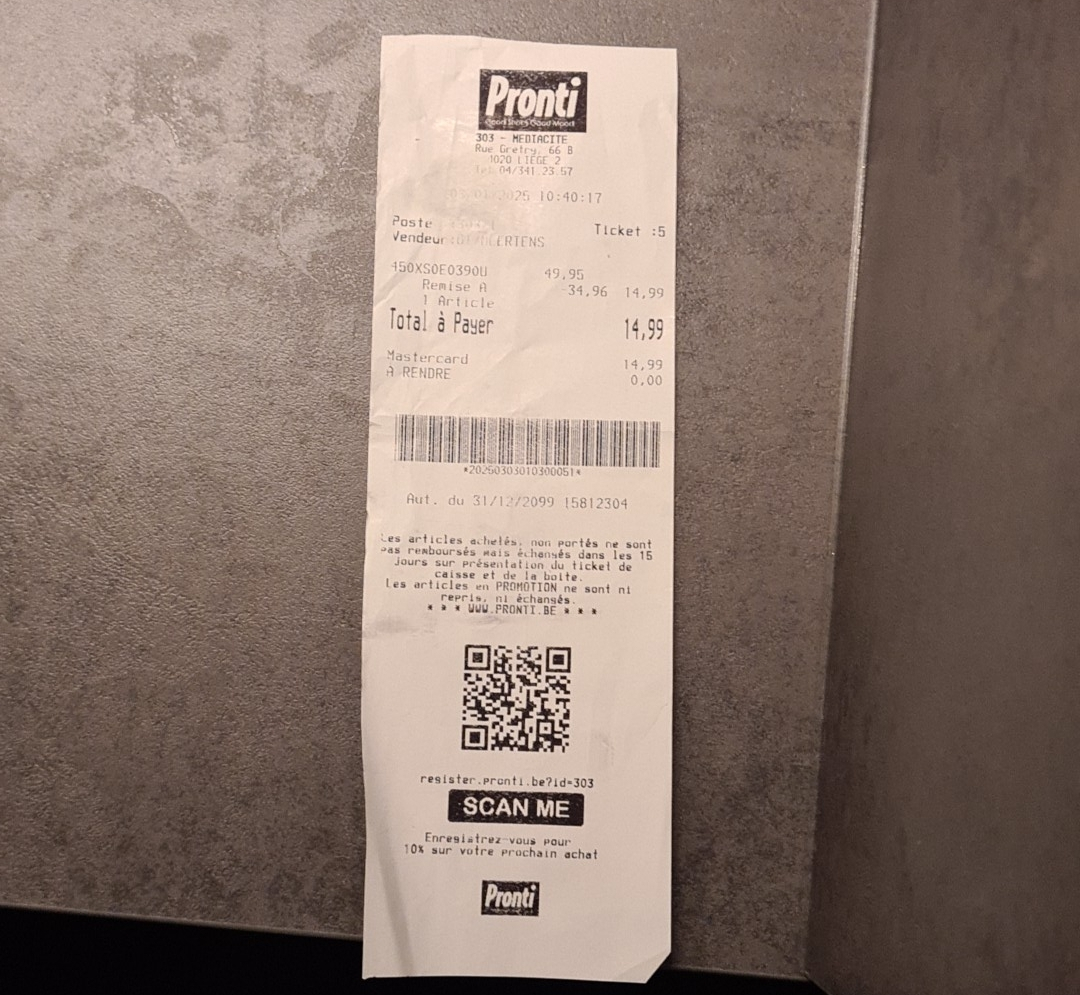 Pronti
Good Shoes Good Mood
303 - MEDIACITE
Rue Gretry, 66 B
1020 LIEGE 2
Tel 04/341.23.57
2025 10:40:17
Poste
Ticket :5
Vendeur
450XS0E0390U 49,95
Remise A -34,96 14,99
1 Article
Total à Payer 14,99
Mastercard 14,99
A RENDRE 0,00
*20250303010300051*
Aut. du 31/12/2099 15812304
Les articles achetés, non portés ne sont
pas remboursés mais échangés dans les 15
Jours sur présentation du ticket de
caisse et de la boite.
Les articles en PROMOTION ne sont ni
repris, ni échangés.
* * * WWW.PRONTI.BE * * *
register.pronti.be?id=303
SCAN ME
Enregistrez-vous pour
10% sur votre prochain achat
Pronti